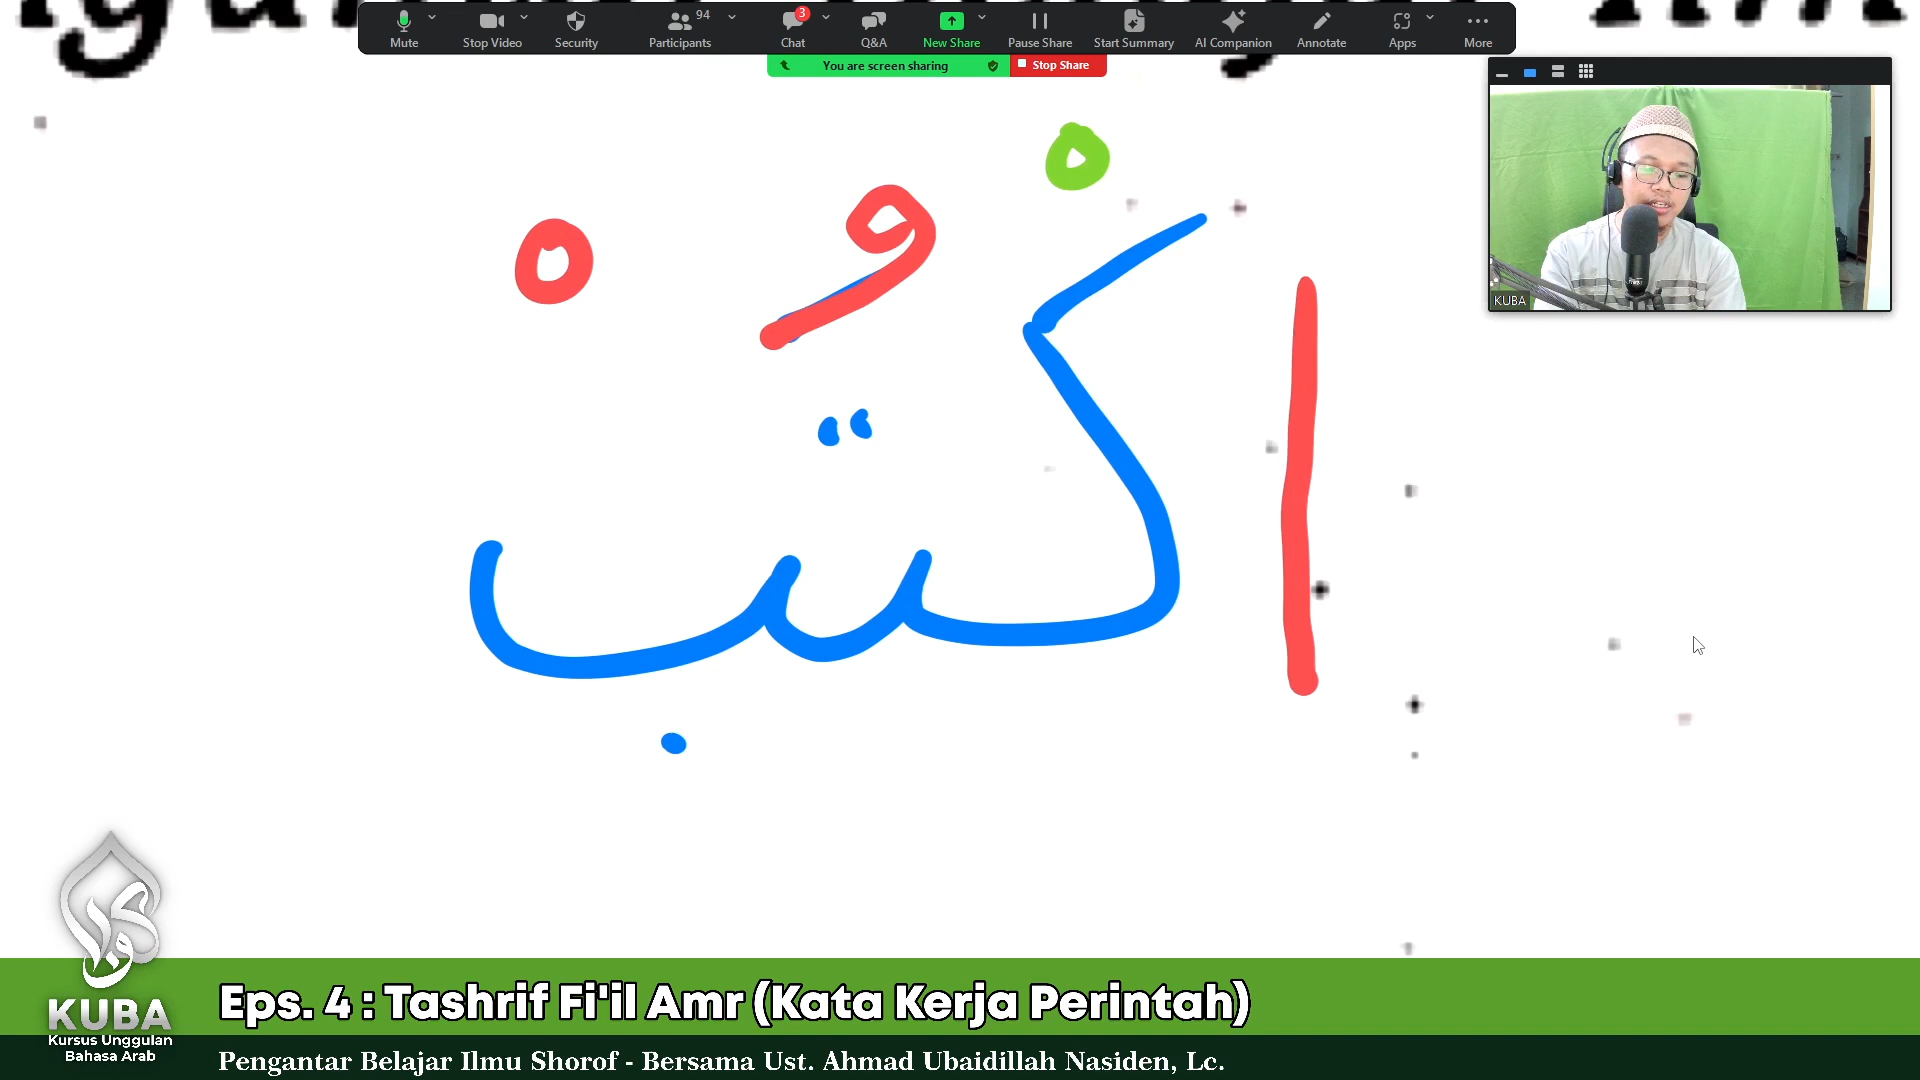 Mute
Stop Video
Security
Participants 94
Chat 3
Q&A
New Share
Pause Share
Start Summary
AI Companion
Annotate
Apps
More
You are screen sharing
Stop Share
KUBA
اكْتُبْ
KUBA
Kursus Unggulan
Bahasa Arab
Eps. 4 : Tashrif Fi'il Amr (Kata Kerja Perintah)
Pengantar Belajar Ilmu Shorof - Bersama Ust. Ahmad Ubaidillah Nasiden, Lc.